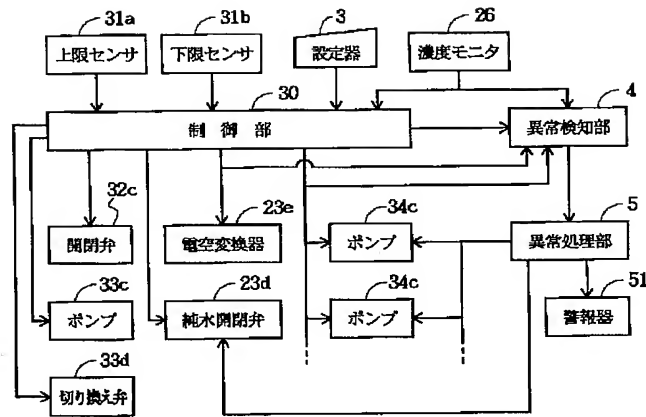 31a 31b 3 26
上限センサ 下限センサ 設定器 濃度モニタ
30 4
制御部 異常検知部
32c 23e 34c 5
開閉弁 電空変換器 ポンプ 異常処理部
33c 23d 34c 51
ポンプ 純水開閉弁 ポンプ 警報器
33d
切り換え弁